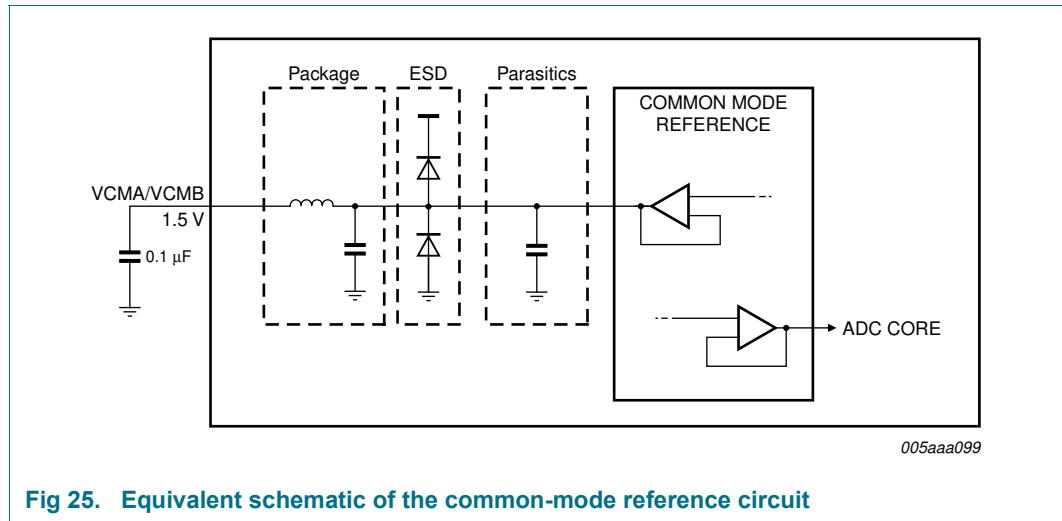 Package
ESD
Parasitics
COMMON MODE
REFERENCE
VCMA/VCMB
1.5 V
0.1 μF
ADC CORE
005aaa099
Fig 25. Equivalent schematic of the common-mode reference circuit